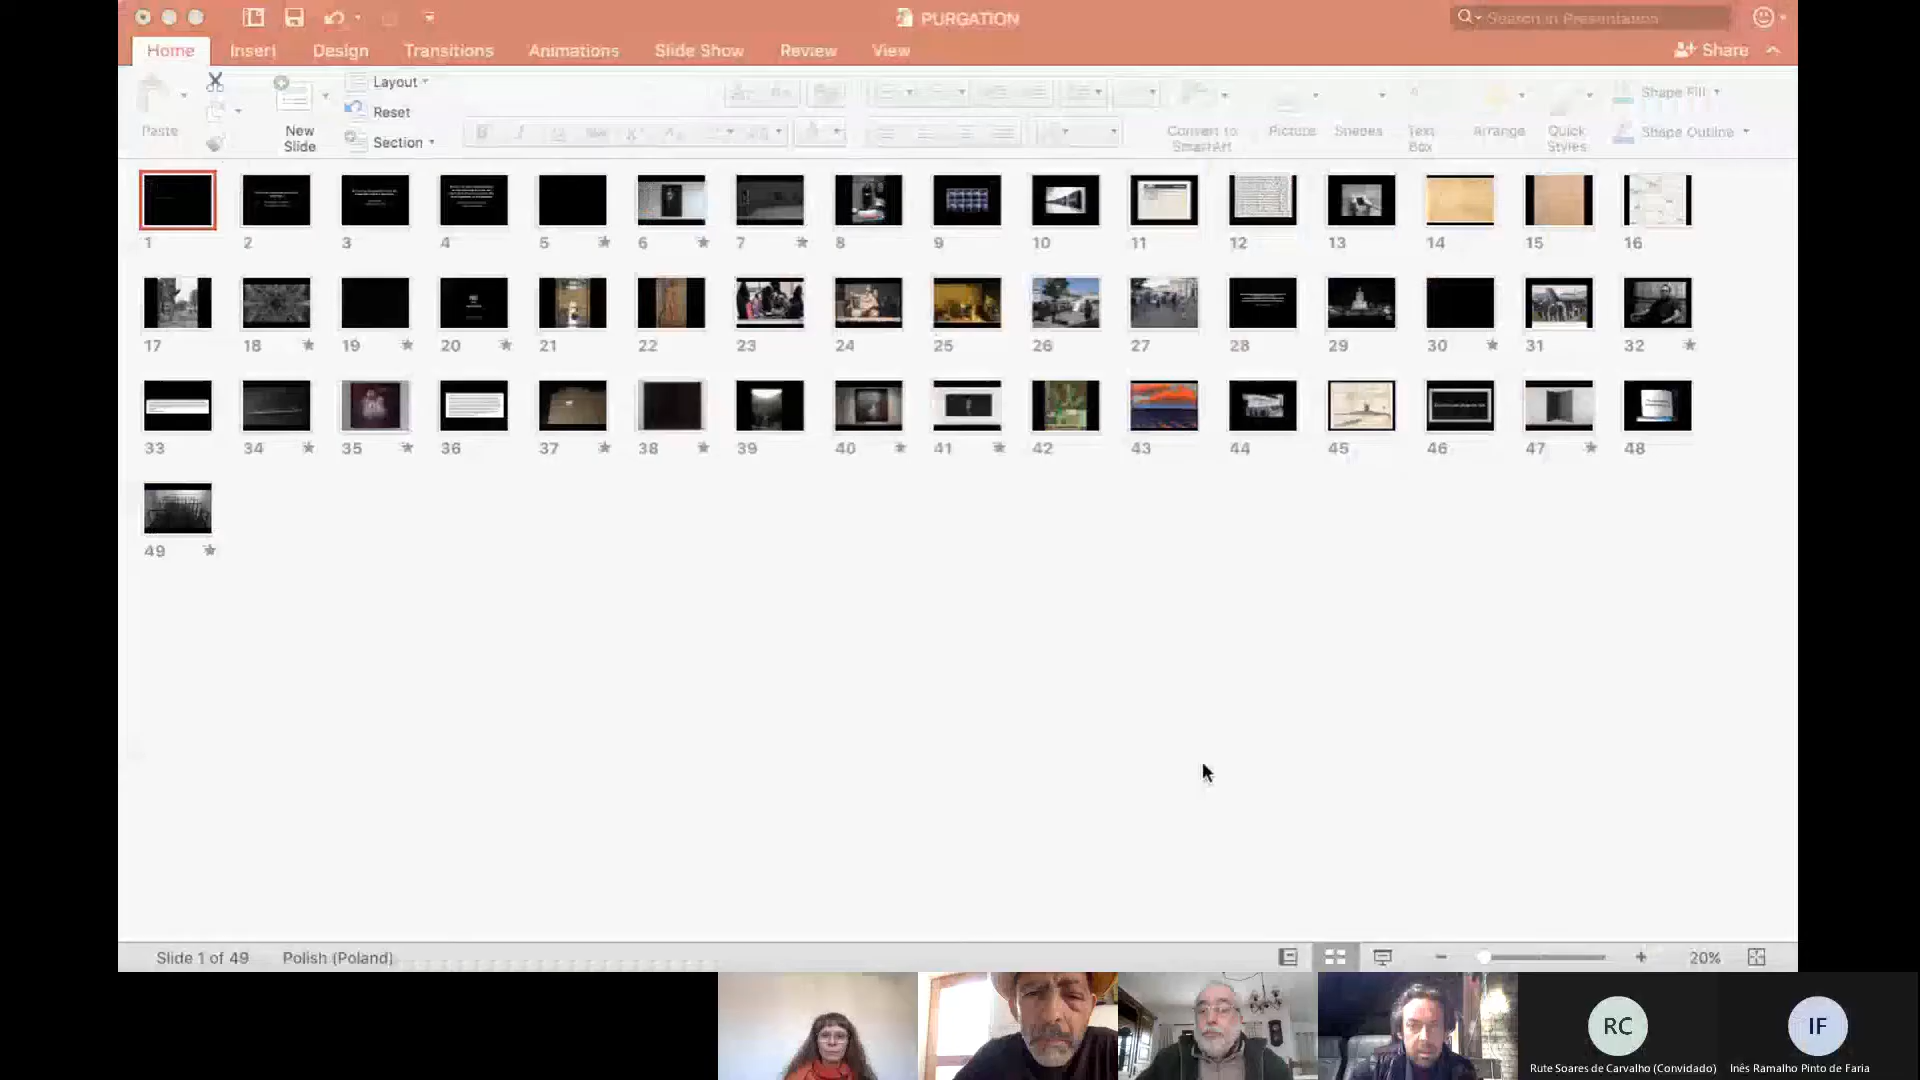 PURGATION
Search in Presentation
Home Insert Design Transitions Animations Slide Show Review View
Share
Paste
New
Slide
Layout
Reset
Section
Convert to
SmartArt
Picture
Shapes
Text
Box
Arrange
Quick
Styles
Shape Fill
Shape Outline
1 2 3 4 5 6 7 8 9 10 11 12 13 14 15 16
17 18 19 20 21 22 23 24 25 26 27 28 29 30 31 32
33 34 35 36 37 38 39 40 41 42 43 44 45 46 47 48
49
Slide 1 of 49 Polish (Poland)
20%
RC
IF
Rute Soares de Carvalho (Convidado)
Inês Ramalho Pinto de Faria